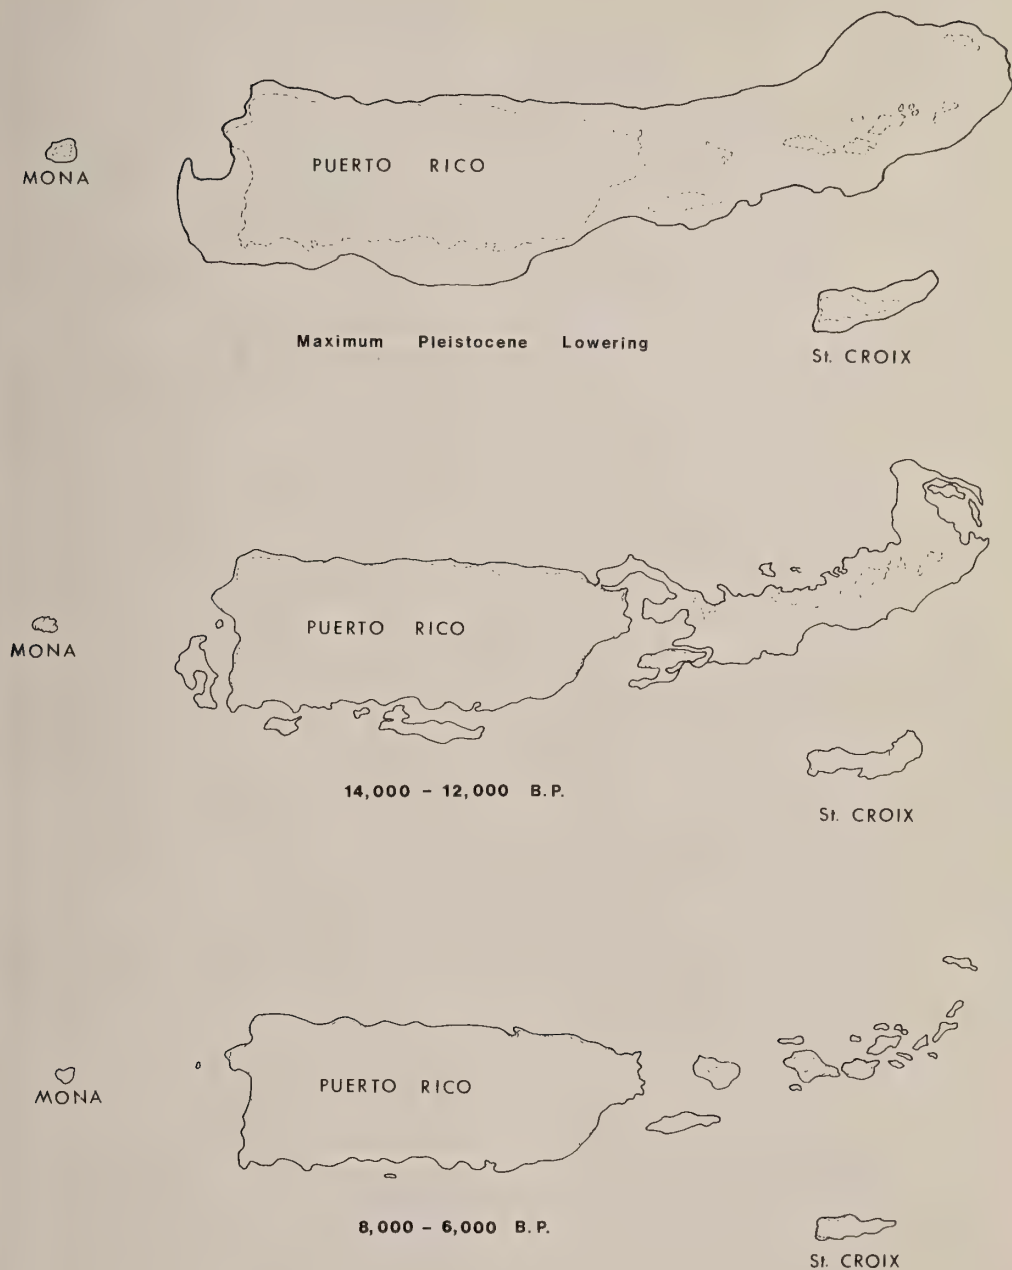 PUERTO RICO
MONA
Maximum Pleistocene Lowering
St. CROIX
PUERTO RICO
MONA
14,000 – 12,000 B.P.
St. CROIX
PUERTO RICO
MONA
8,000 – 6,000 B.P.
St. CROIX